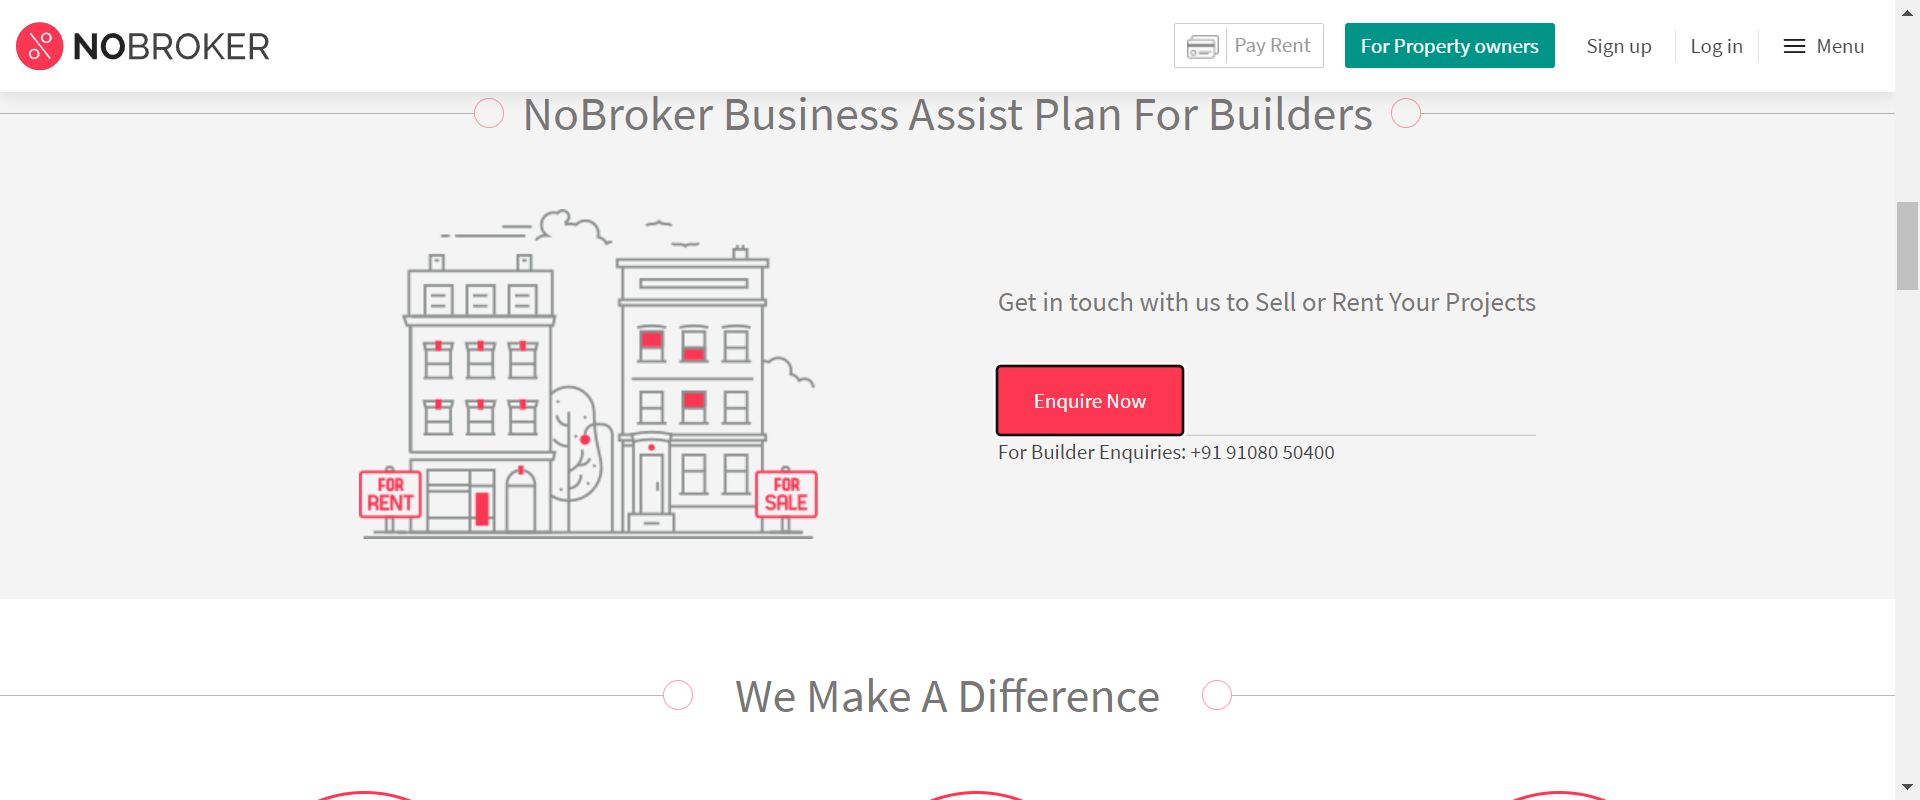 NOBROKER
Pay Rent
For Property owners
Sign up
Log in
Menu
NoBroker Business Assist Plan For Builders
Get in touch with us to Sell or Rent Your Projects
Enquire Now
For Builder Enquiries: +91 91080 50400
FOR
RENT
FOR
SALE
We Make A Difference